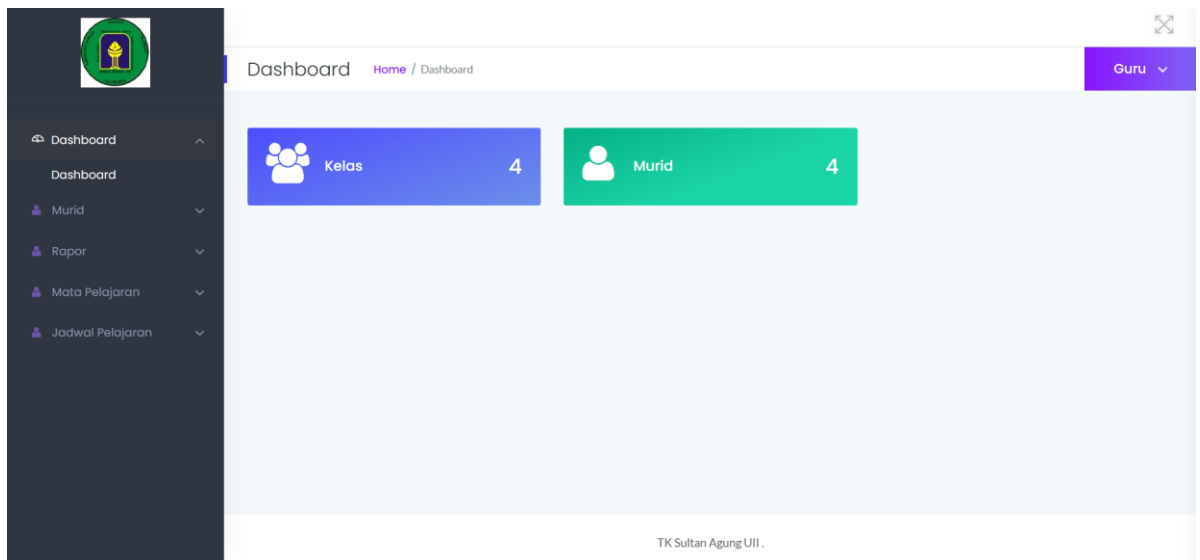 Dashboard Home / Dashboard
Guru
Dashboard
Dashboard
Murid
Rapor
Mata Pelajaran
Jadwal Pelajaran
Kelas 4
Murid 4
TK Sultan Agung UII .